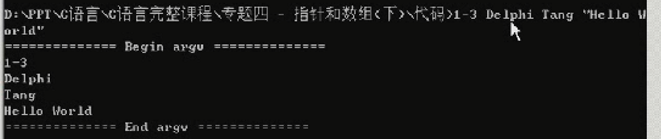 D:\PPT\C语言\C语言完整课程\专题四 - 指针和数组<下>\代码>1-3 Delphi Tang "Hello W
orld"
============== Begin argv ==============
1-3
Delphi
Tang
Hello World
============== End argv ==============